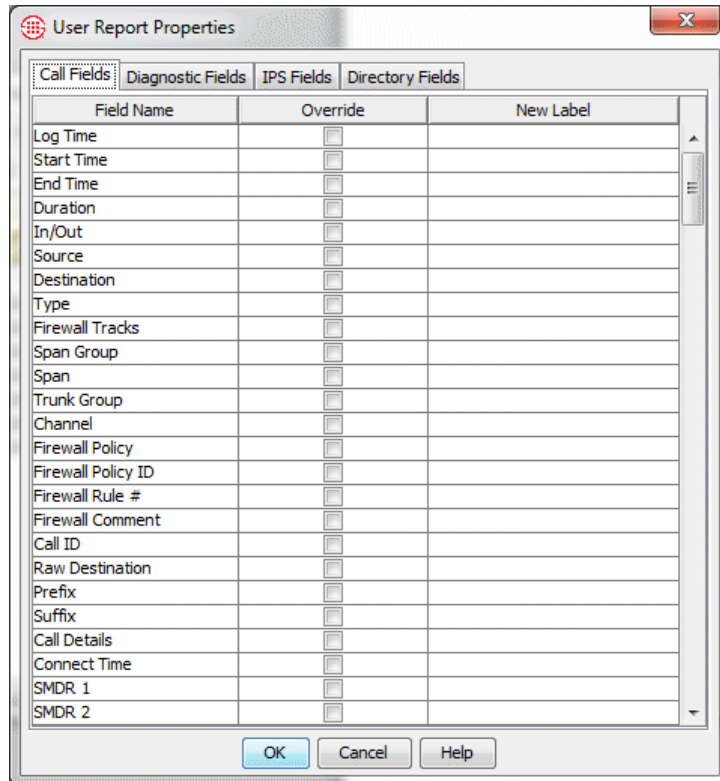 User Report Properties
Call Fields Diagnostic Fields IPS Fields Directory Fields
Field Name Override New Label
Log Time
Start Time
End Time
Duration
In/Out
Source
Destination
Type
Firewall Tracks
Span Group
Span
Trunk Group
Channel
Firewall Policy
Firewall Policy ID
Firewall Rule #
Firewall Comment
Call ID
Raw Destination
Prefix
Suffix
Call Details
Connect Time
SMDR 1
SMDR 2
OK Cancel Help